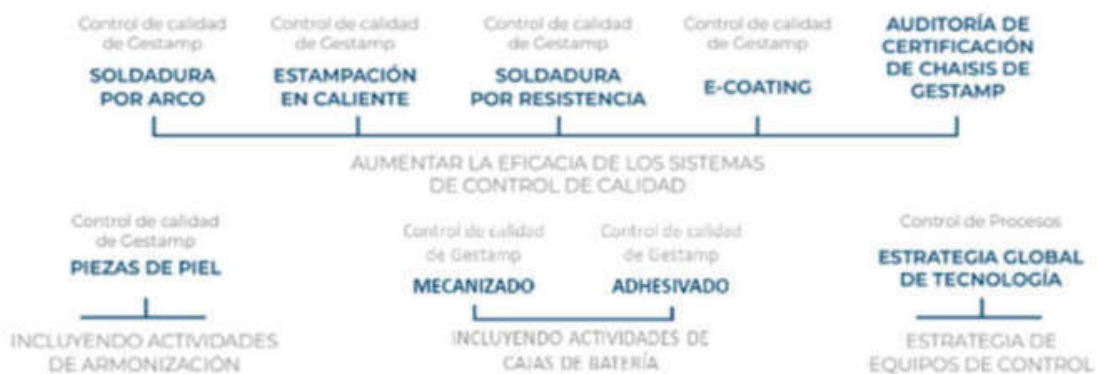 Control de calidad
de Gestamp
SOLDADURA
POR ARCO
Control de calidad
de Gestamp
ESTAMPACIÓN
EN CALIENTE
Control de calidad
de Gestamp
SOLDADURA
POR RESISTENCIA
Control de calidad
de Gestamp
E-COATING
AUDITORÍA DE
CERTIFICACIÓN
DE CHAISIS DE
GESTAMP
AUMENTAR LA EFICACIA DE LOS SISTEMAS
DE CONTROL DE CALIDAD
Control de calidad
de Gestamp
PIEZAS DE PIEL
INCLUYENDO ACTIVIDADES
DE ARMONIZACIÓN
Control de calidad
de Gestamp
MECANIZADO
Control de calidad
de Gestamp
ADHESIVADO
INCLUYENDO ACTIVIDADES DE
CAJAS DE BATERÍA
Control de Procesos
ESTRATEGIA GLOBAL
DE TECNOLOGÍA
ESTRATEGIA DE
EQUIPOS DE CONTROL